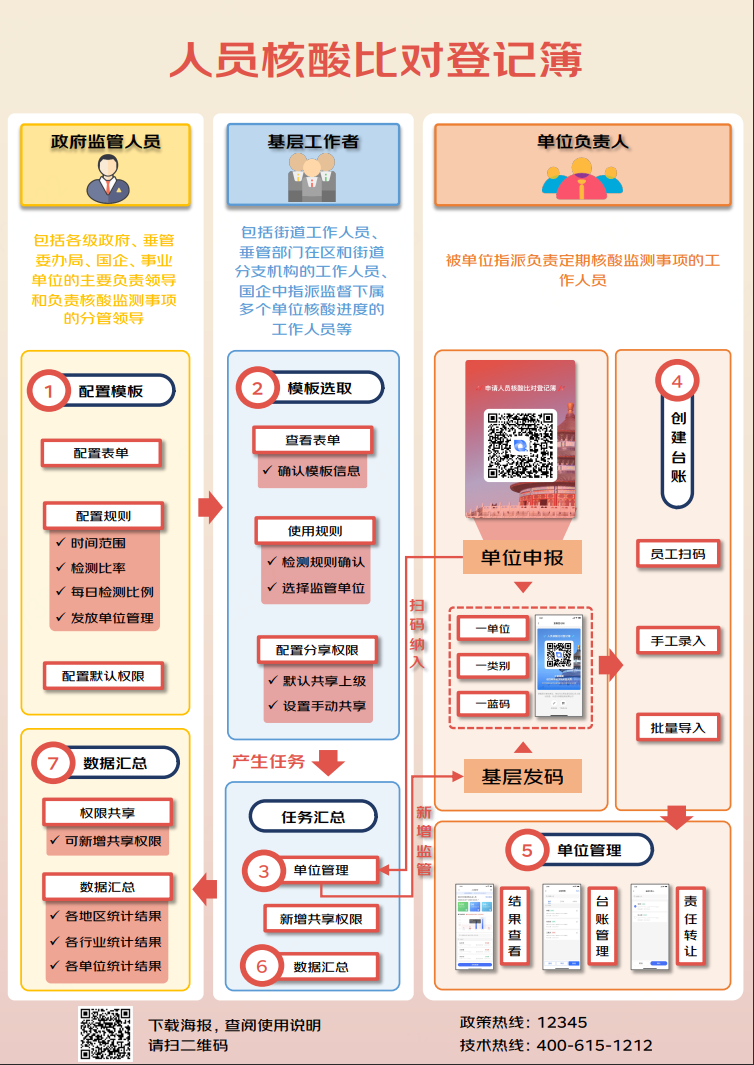 人员核酸比对登记簿
政府监管人员
包括各级政府、垂管
委办局、国企、事业
单位的主要负责领导
和负责核酸监测事项
的分管领导
1 配置模板
配置表单
配置规则
✓ 时间范围
✓ 检测比率
✓ 每日检测比例
✓ 发放单位管理
配置默认权限
7 数据汇总
权限共享
✓ 可新增共享权限
数据汇总
✓ 各地区统计结果
✓ 各行业统计结果
✓ 各单位统计结果
基层工作者
包括街道工作人员、
垂管部门在区和街道
分支机构的工作人员、
国企中指派监督下属
多个单位核酸进度的
工作人员等
2 模板选取
查看表单
✓ 确认模板信息
使用规则
✓ 检测规则确认
✓ 选择监管单位
配置分享权限
✓ 默认共享上级
✓ 设置手动共享
产生任务
任务汇总
3 单位管理
新增共享权限
6 数据汇总
单位负责人
被单位指派负责定期核酸监测事项的工
作人员
申请人员核酸比对登记簿
单位申报
扫码纳入
一单位
一类别
一蓝码
基层发码
新增监管
4 创建台账
员工扫码
手工录入
批量导入
5 单位管理
结果查看
台账管理
责任转让
下载海报，查阅使用说明
请扫二维码
政策热线：12345
技术热线：400-615-1212